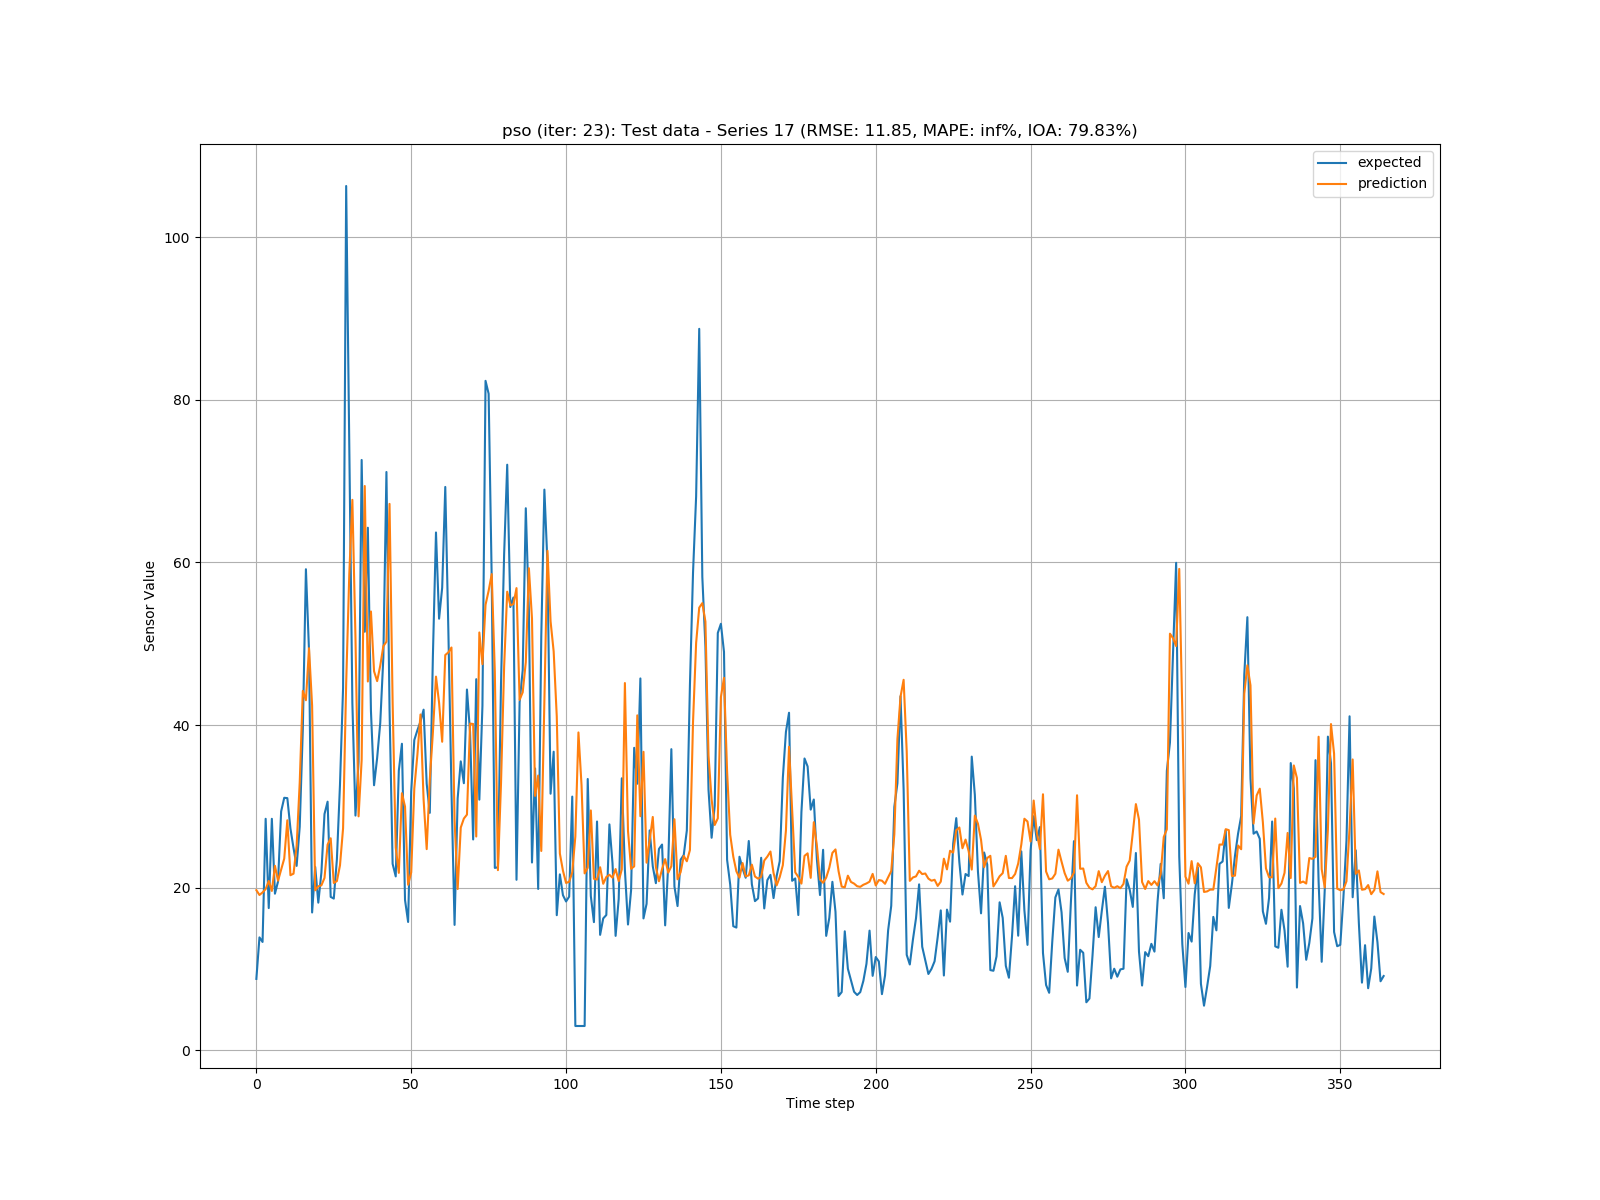 pso (iter: 23): Test data - Series 17 (RMSE: 11.85, MAPE: inf%, IOA: 79.83%)
expected
prediction
100
80
60
40
20
0
Sensor Value
0 50 100 150 200 250 300 350
Time step